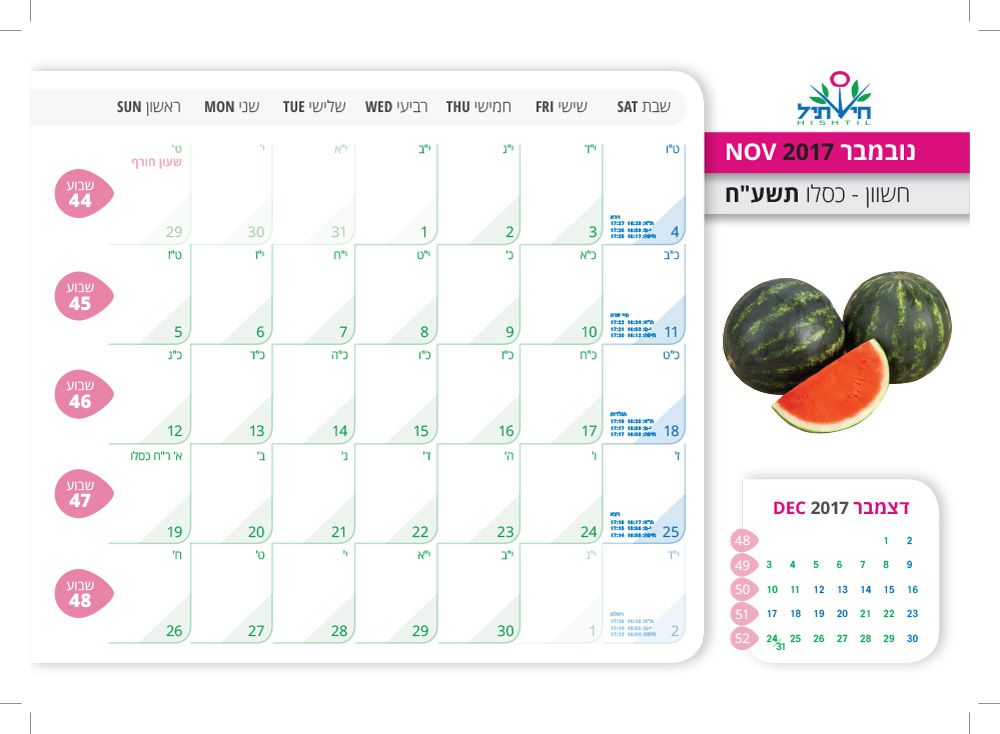 ראשון SUN שני MON שלישי TUE רביעי WED חמישי THU שישי FRI שבת SAT
חישתיל
HISHTIL
נובמבר 2017 NOV
חשוון - כסלו תשע"ח
שבוע 44
ט' י' י"א י"ב י"ג י"ד ט"ו
שעון חורף
29 30 31 1 2 3 4
שבוע 45
ט"ז י"ז י"ח י"ט כ' כ"א כ"ב
חיי שרה
5 6 7 8 9 10 11
שבוע 46
כ"ג כ"ד כ"ה כ"ו כ"ז כ"ח כ"ט
תולדות
12 13 14 15 16 17 18
שבוע 47
א' ר"ח כסלו ב' ג' ד' ה' ו' ז'
ויצא
19 20 21 22 23 24 25
שבוע 48
ח' ט' י' י"א י"ב י"ג י"ד
וישלח
26 27 28 29 30 1 2
דצמבר 2017 DEC
48 1 2
49 3 4 5 6 7 8 9
50 10 11 12 13 14 15 16
51 17 18 19 20 21 22 23
52 24 25 26 27 28 29 30
31